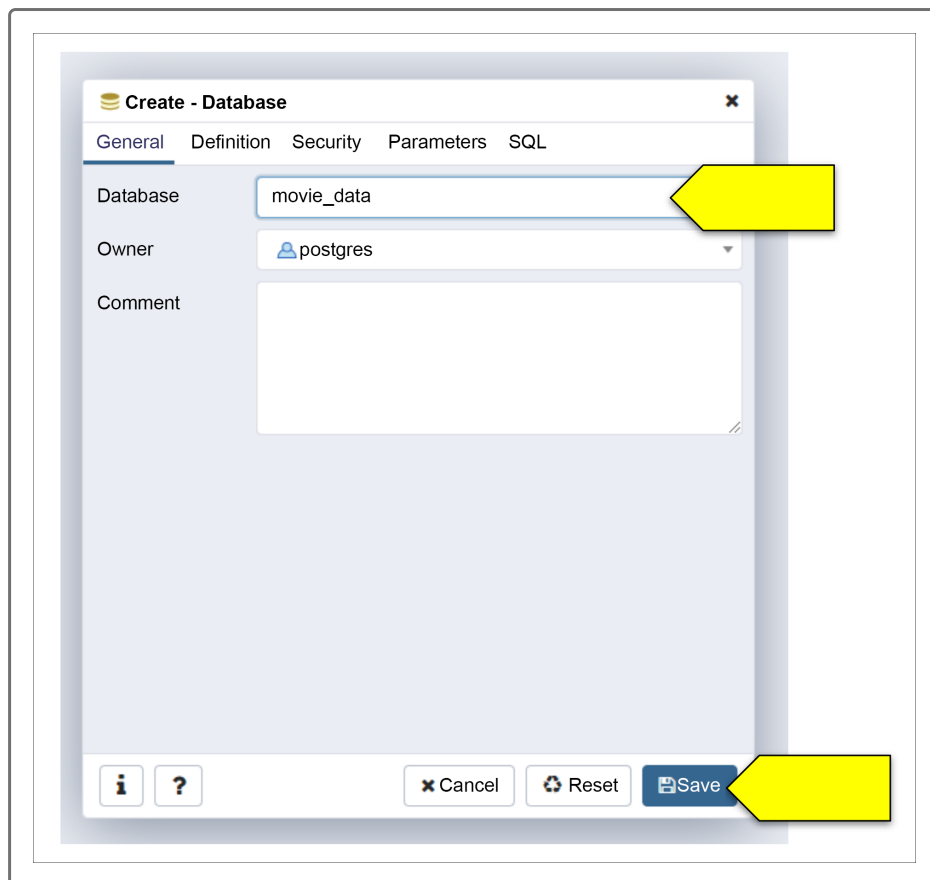 Create - Database
General Definition Security Parameters SQL
Database movie_data
Owner postgres
Comment
i ? Cancel Reset Save